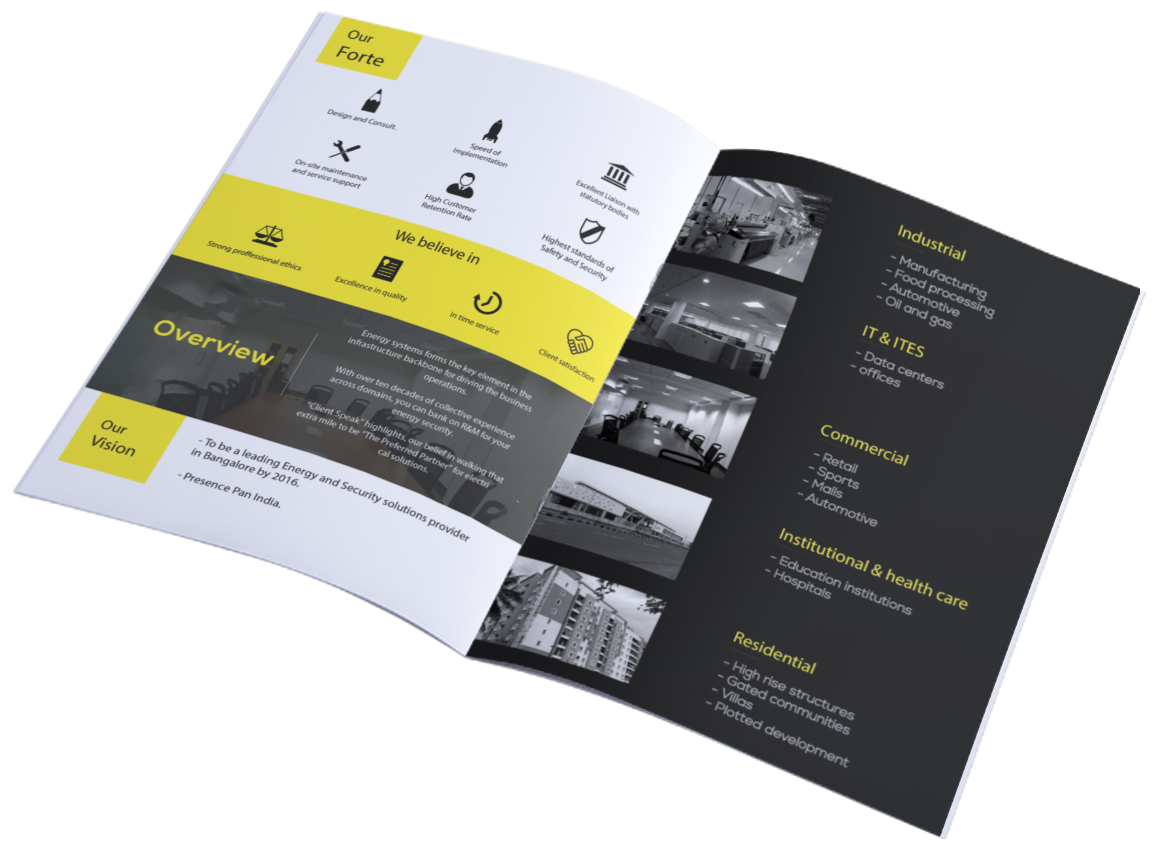 Our
Forte
Design and Consult.
Speed of
Implementation
Excellent Liaison with
statutory bodies
On-site maintenance
and service support
High Customer
Retention Rate
Highest standards of
Safety and Security
We believe in
Strong proffessional ethics
Excellence in quality
In time service
Client satisfaction
Overview
Energy systems forms the key element in the
infrastructure backbone for driving the business
operations.
With over ten decades of collective experience
across domains, you can bank on R&M for your
energy security.
"Client Speak" highlights, our belief in walking that
extra mile to be "The Preferred Partner" for electri
cal solutions.
Our
Vision
- To be a leading Energy and Security solutions provider
in Bangalore by 2016.
- Presence Pan India.
Industrial
- Manufacturing
- Food processing
- Automotive
- Oil and gas
IT & ITES
- Data centers
- offices
Commercial
- Retail
- Sports
- Malls
- Automotive
Institutional & health care
- Education institutions
- Hospitals
Residential
- High rise structures
- Gated communities
- Villas
- Plotted development